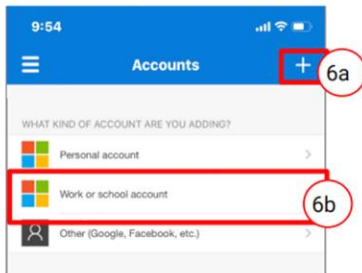 9:54
Accounts
6a
WHAT KIND OF ACCOUNT ARE YOU ADDING?
Personal account
Work or school account
6b
Other (Google, Facebook, etc.)